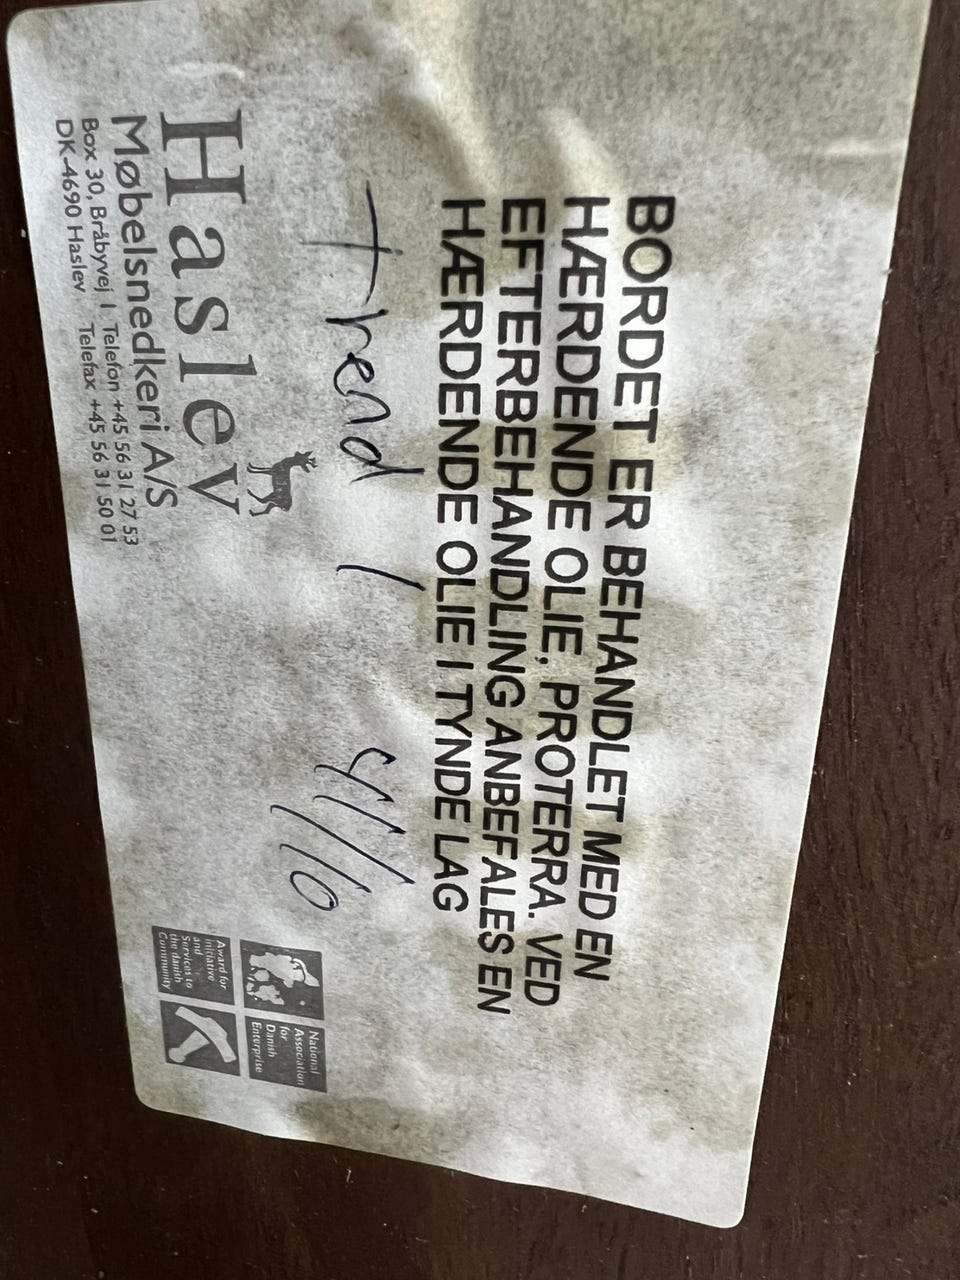 BORDET ER BEHANDLET MED EN
HÆRDENDE OLIE, PROTERRA. VED
EFTERBEHANDLING ANBEFALES EN
HÆRDENDE OLIE I TYNDE LAG
Trend 1 4/10
Haslev
Møbelsnedkeri A/S
Box 30, Bråbyvej 1 Telefon +45 56 31 27 53
DK-4690 Haslev Telefax +45 56 31 50 01
National
Association
for
Danish
Enterprise
Award for
initiative
and
Services to
the danish
Community